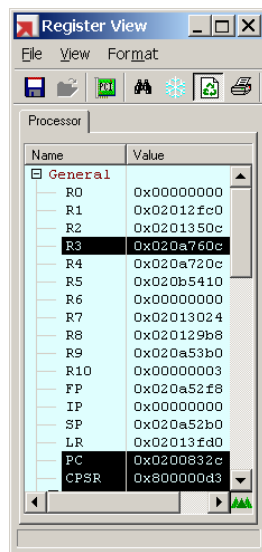 Register View
File View Format
PCI
Processor
Name Value
General
R0 0x00000000
R1 0x02012fc0
R2 0x0201350c
R3 0x020a760c
R4 0x020a720c
R5 0x020b5410
R6 0x00000000
R7 0x02013024
R8 0x020129b8
R9 0x020a53b0
R10 0x00000003
FP 0x020a52f8
IP 0x00000000
SP 0x020a52b0
LR 0x02013fd0
PC 0x0200832c
CPSR 0x800000d3